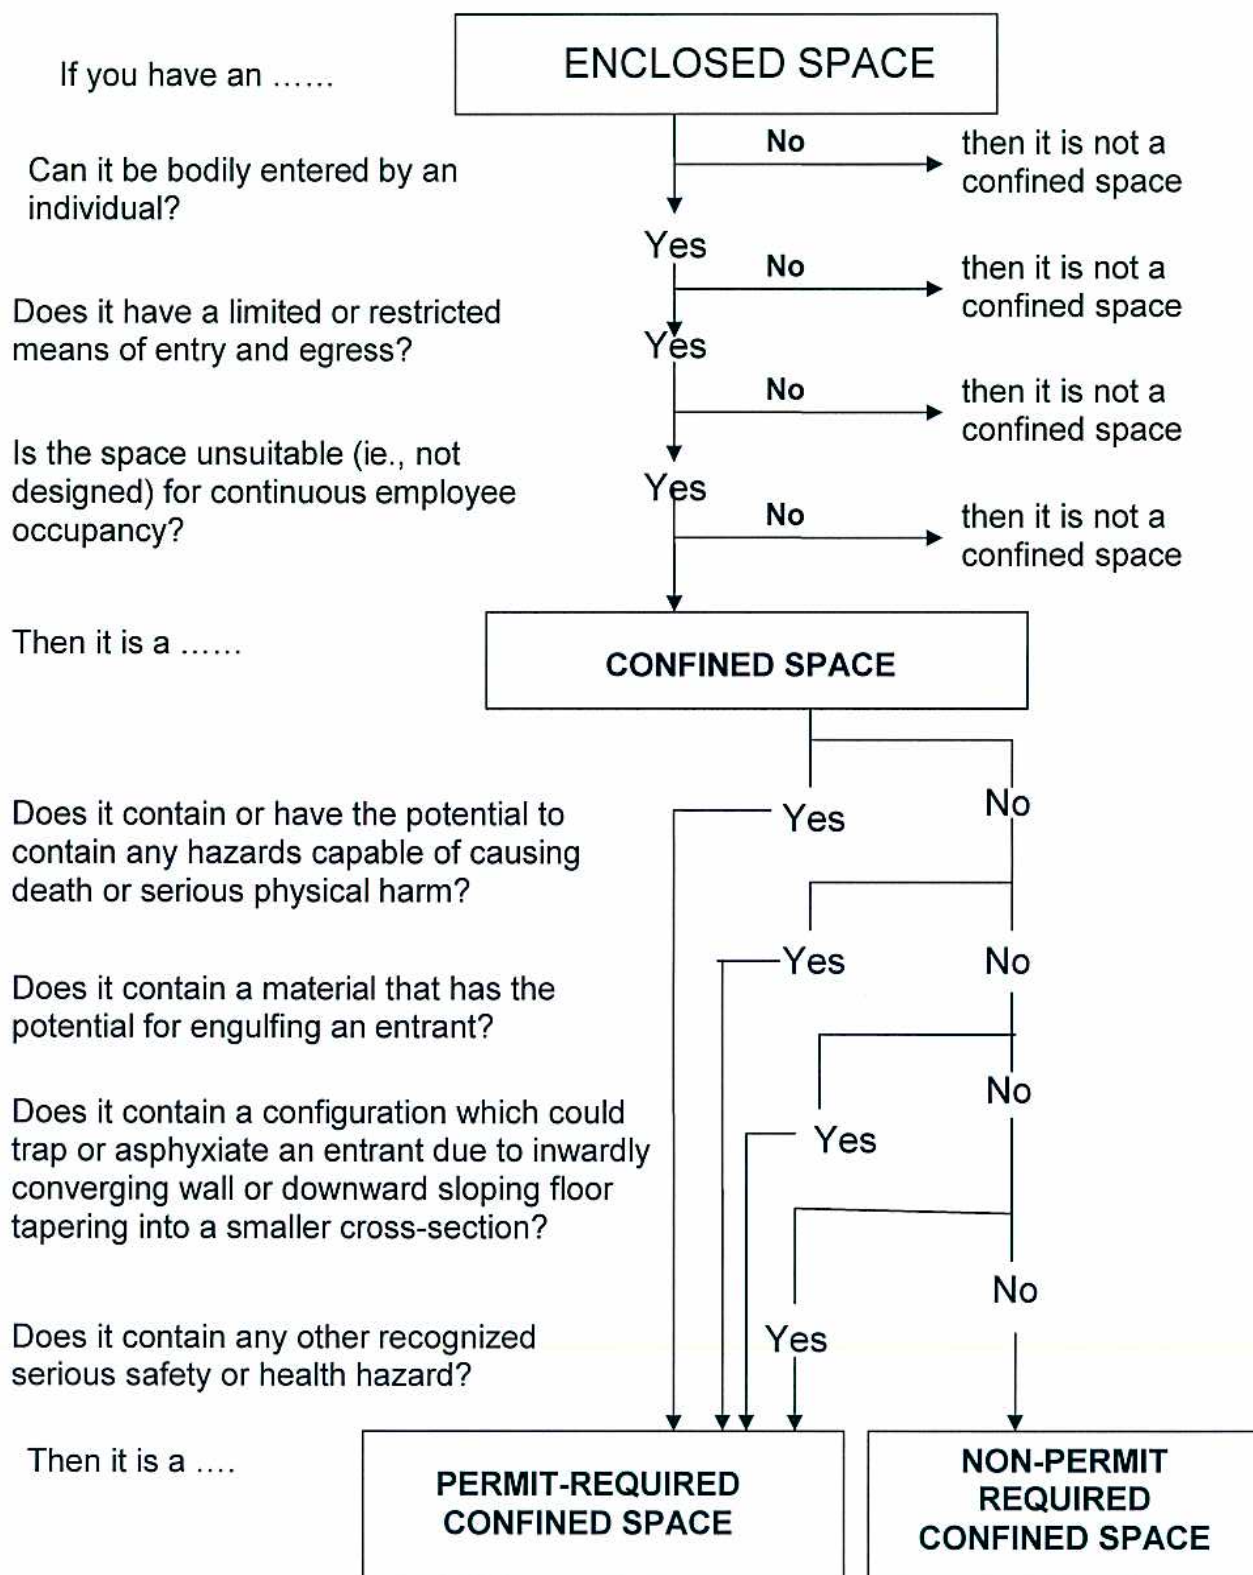 If you have an ......
ENCLOSED SPACE
Can it be bodily entered by an
individual?
No
then it is not a
confined space
Yes
No
then it is not a
confined space
Does it have a limited or restricted
means of entry and egress?
Yes
No
then it is not a
confined space
Is the space unsuitable (ie., not
designed) for continuous employee
occupancy?
Yes
No
then it is not a
confined space
Then it is a ......
CONFINED SPACE
Does it contain or have the potential to
contain any hazards capable of causing
death or serious physical harm?
Yes
No
Does it contain a material that has the
potential for engulfing an entrant?
Yes
No
Does it contain a configuration which could
trap or asphyxiate an entrant due to inwardly
converging wall or downward sloping floor
tapering into a smaller cross-section?
Yes
No
Does it contain any other recognized
serious safety or health hazard?
Yes
No
Then it is a ....
PERMIT-REQUIRED
CONFINED SPACE
NON-PERMIT
REQUIRED
CONFINED SPACE